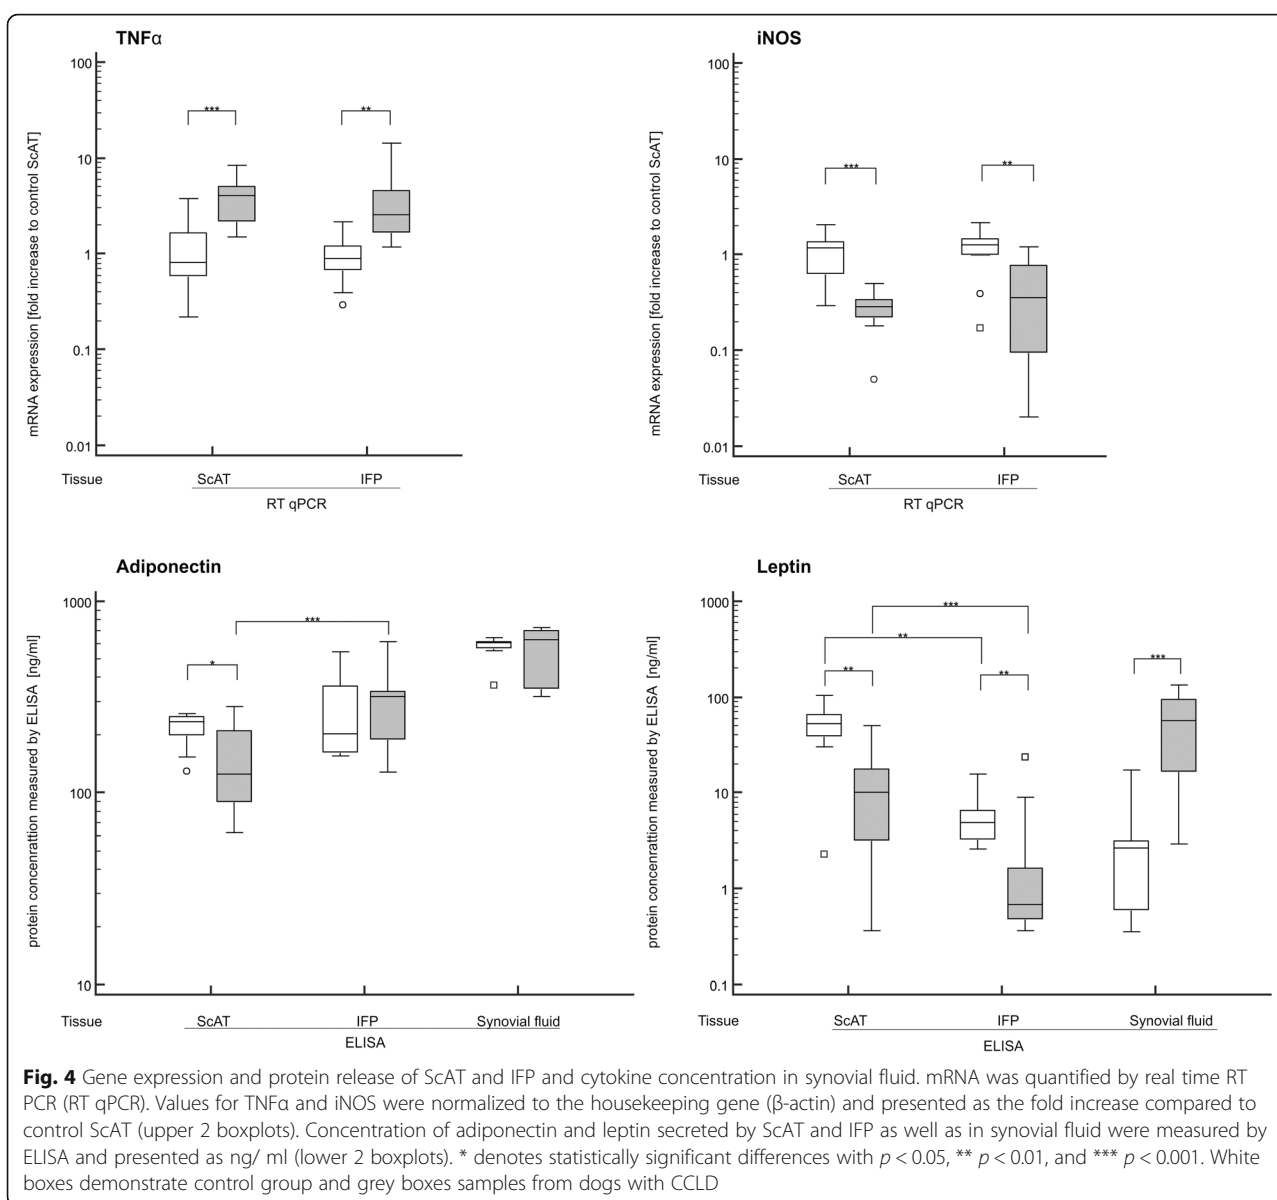 TNFα
mRNA expression [fold increase to control ScAT]
100
10
1
0.1
0.01
***
**
Tissue ScAT IFP
RT qPCR
iNOS
mRNA expression [fold increase to control ScAT]
100
10
1
0.1
0.01
***
**
Tissue ScAT IFP
RT qPCR
Adiponectin
protein concenrattion measured by ELISA [ng/ml]
1000
100
10
***
*
Tissue ScAT IFP Synovial fluid
ELISA
Leptin
protein concenrattion measured by ELISA [ng/ml]
1000
100
10
1
0.1
***
**
** ** ***
Tissue ScAT IFP Synovial fluid
ELISA
Fig. 4 Gene expression and protein release of ScAT and IFP and cytokine concentration in synovial fluid. mRNA was quantified by real time RT
PCR (RT qPCR). Values for TNFα and iNOS were normalized to the housekeeping gene (β-actin) and presented as the fold increase compared to
control ScAT (upper 2 boxplots). Concentration of adiponectin and leptin secreted by ScAT and IFP as well as in synovial fluid were measured by
ELISA and presented as ng/ ml (lower 2 boxplots). * denotes statistically significant differences with p < 0.05, ** p < 0.01, and *** p < 0.001. White
boxes demonstrate control group and grey boxes samples from dogs with CCLD